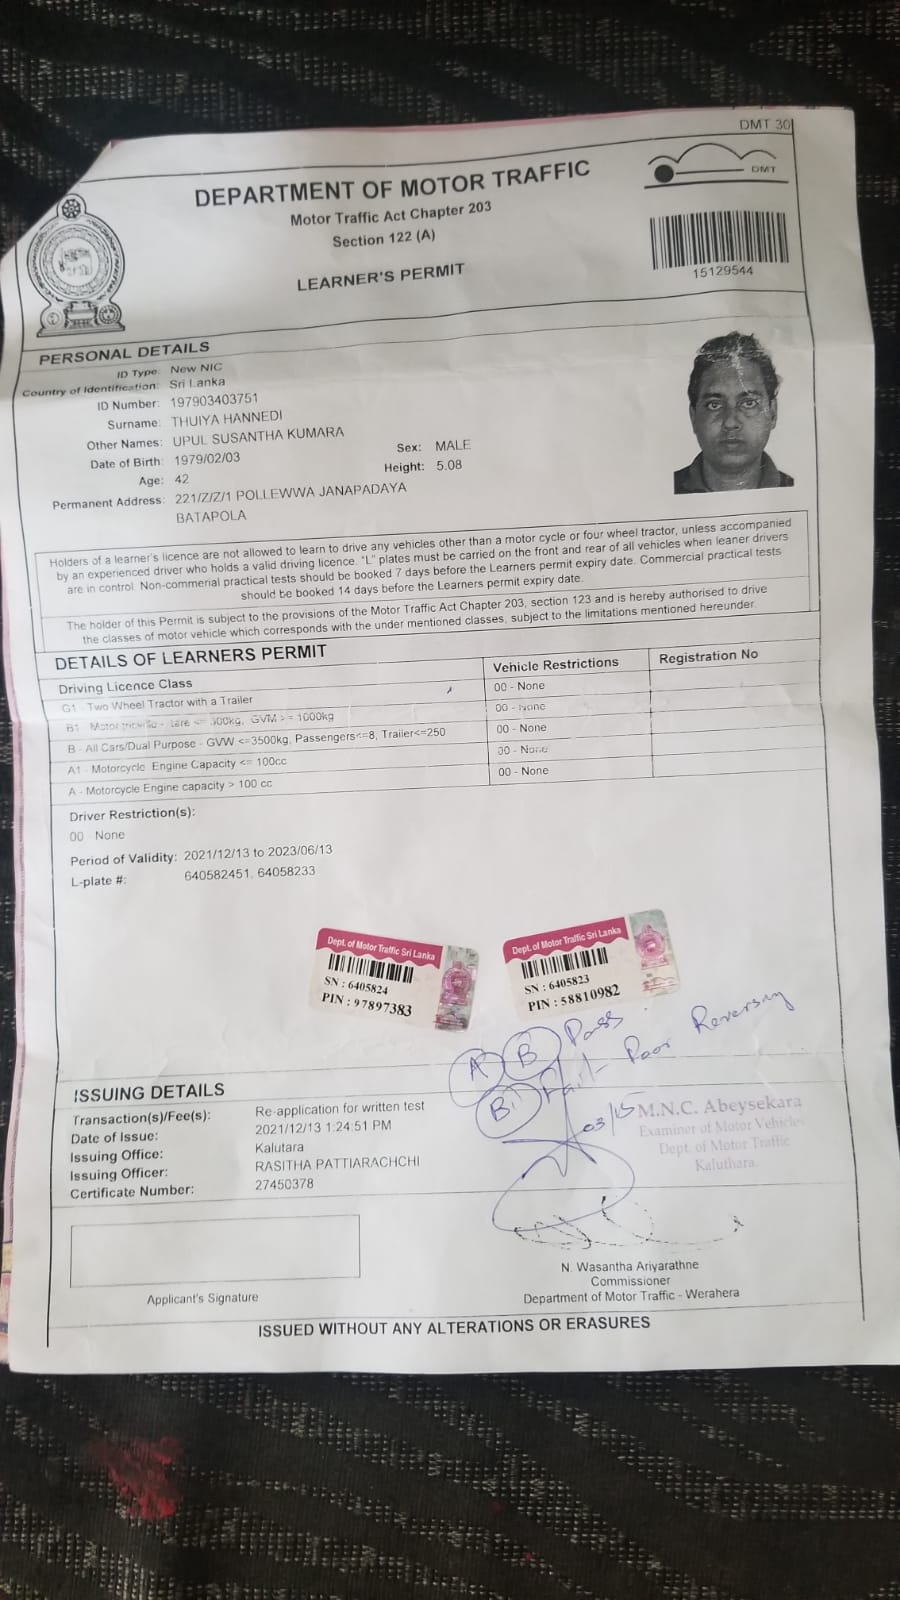 DMT 30
DEPARTMENT OF MOTOR TRAFFIC
Motor Traffic Act Chapter 203
Section 122 (A)
LEARNER'S PERMIT
DMT
15129544
PERSONAL DETAILS
ID Type: New NIC
Country of Identification: Sri Lanka
ID Number: 197903403751
Surname: THUIYA HANNEDI
Other Names: UPUL SUSANTHA KUMARA
Date of Birth: 1979/02/03
Sex: MALE
Age: 42
Height: 5.08
Permanent Address: 221/Z/Z/1 POLLEWWA JANAPADAYA
BATAPOLA
Holders of a learner's licence are not allowed to learn to drive any vehicles other than a motor cycle or four wheel tractor, unless accompanied
by an experienced driver who holds a valid driving licence. "L" plates must be carried on the front and rear of all vehicles when leaner drivers
are in control. Non-commerial practical tests should be booked 7 days before the Learners permit expiry date. Commercial practical tests
should be booked 14 days before the Learners permit expiry date.
The holder of this Permit is subject to the provisions of the Motor Traffic Act Chapter 203, section 123 and is hereby authorised to drive
the classes of motor vehicle which corresponds with the under mentioned classes, subject to the limitations mentioned hereunder.
DETAILS OF LEARNERS PERMIT
Driving Licence Class Vehicle Restrictions Registration No
G1 - Two Wheel Tractor with a Trailer 00 - None
B1 - Motor tricycle - tare <= 500kg, GVM >= 1000kg 00 - None
B - All Cars/Dual Purpose - GVW <=3500kg, Passengers<=8, Trailer<=250 00 - None
A1 - Motorcycle Engine Capacity <= 100cc 00 - None
A - Motorcycle Engine capacity > 100 cc 00 - None
Driver Restriction(s):
00 - None
Period of Validity: 2021/12/13 to 2023/06/13
L-plate #: 640582451, 64058233
Dept. of Motor Traffic Sri Lanka
SN : 6405824
PIN : 97897383
Dept. of Motor Traffic Sri Lanka
SN : 6405823
PIN : 58810982
A B Pass
B1 Fail - Poor Reversing
03/15
M.N.C. Abeysekara
Examiner of Motor Vehicles
Dept. of Motor Traffic
Kaluthara.
ISSUING DETAILS
Transaction(s)/Fee(s): Re-application for written test
Date of Issue: 2021/12/13 1:24:51 PM
Issuing Office: Kalutara
Issuing Officer: RASITHA PATTIARACHCHI
Certificate Number: 27450378
Applicant's Signature
N. Wasantha Ariyarathne
Commissioner
Department of Motor Traffic - Werahera
ISSUED WITHOUT ANY ALTERATIONS OR ERASURES